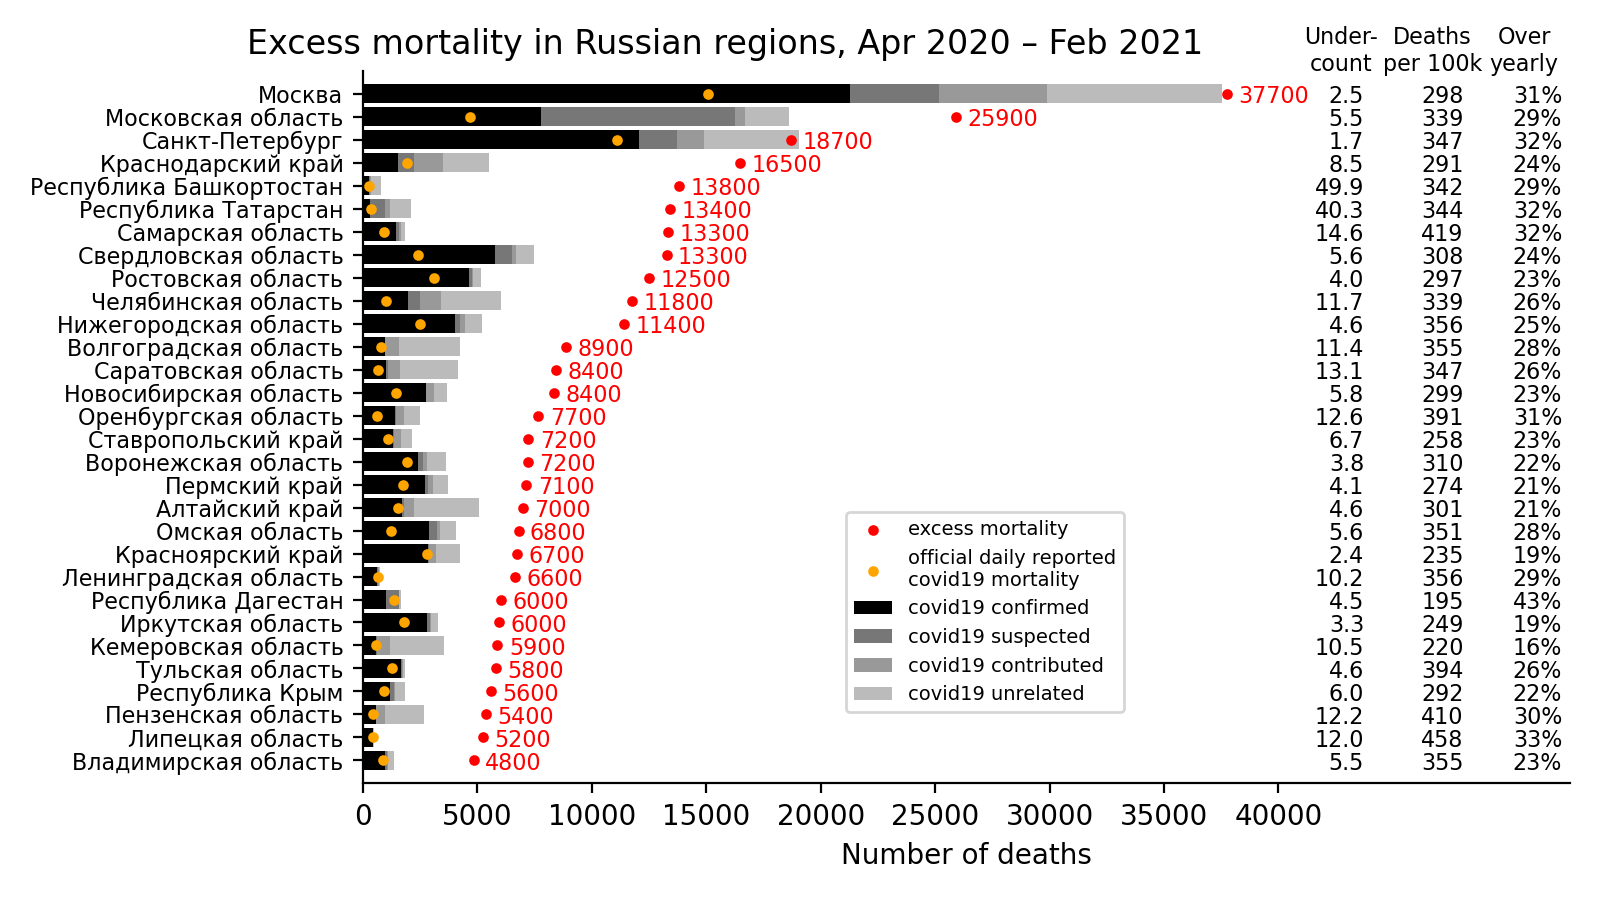 Excess mortality in Russian regions, Apr 2020 – Feb 2021
Under- Deaths Over
count per 100k yearly
Москва 37700 2.5 298 31%
Московская область 25900 5.5 339 29%
Санкт-Петербург 18700 1.7 347 32%
Краснодарский край 16500 8.5 291 24%
Республика Башкортостан 13800 49.9 342 29%
Республика Татарстан 13400 40.3 344 32%
Самарская область 13300 14.6 419 32%
Свердловская область 13300 5.6 308 24%
Ростовская область 12500 4.0 297 23%
Челябинская область 11800 11.7 339 26%
Нижегородская область 11400 4.6 356 25%
Волгоградская область 8900 11.4 355 28%
Саратовская область 8400 13.1 347 26%
Новосибирская область 8400 5.8 299 23%
Оренбургская область 7700 12.6 391 31%
Ставропольский край 7200 6.7 258 23%
Воронежская область 7200 3.8 310 22%
Пермский край 7100 4.1 274 21%
Алтайский край 7000 4.6 301 21%
Омская область 6800 5.6 351 28%
Красноярский край 6700 2.4 235 19%
Ленинградская область 6600 10.2 356 29%
Республика Дагестан 6000 4.5 195 43%
Иркутская область 6000 3.3 249 19%
Кемеровская область 5900 10.5 220 16%
Тульская область 5800 4.6 394 26%
Республика Крым 5600 6.0 292 22%
Пензенская область 5400 12.2 410 30%
Липецкая область 5200 12.0 458 33%
Владимирская область 4800 5.5 355 23%
excess mortality
official daily reported
covid19 mortality
covid19 confirmed
covid19 suspected
covid19 contributed
covid19 unrelated
0 5000 10000 15000 20000 25000 30000 35000 40000
Number of deaths